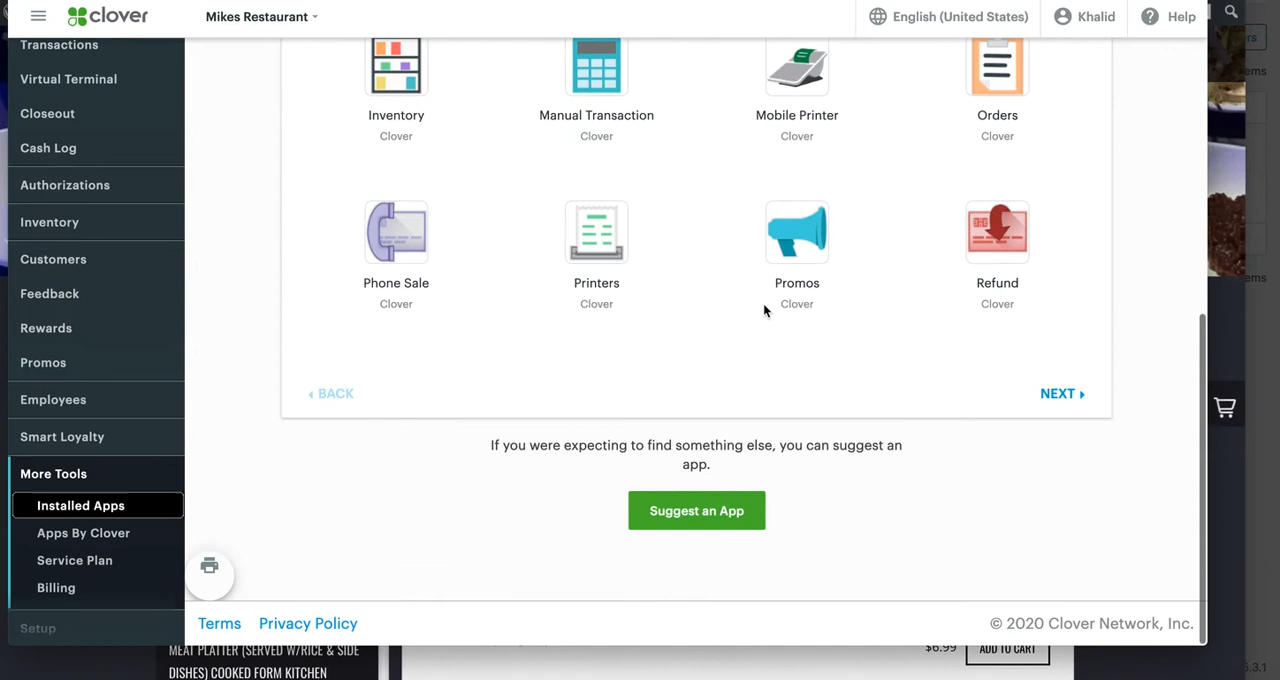 clover
Mikes Restaurant
English (United States)
Khalid
Help
Transactions
Virtual Terminal
Closeout
Cash Log
Authorizations
Inventory
Customers
Feedback
Rewards
Promos
Employees
Smart Loyalty
More Tools
Installed Apps
Apps By Clover
Service Plan
Billing
Setup
Inventory
Clover
Manual Transaction
Clover
Mobile Printer
Clover
Orders
Clover
Phone Sale
Clover
Printers
Clover
Promos
Clover
Refund
Clover
BACK
NEXT
If you were expecting to find something else, you can suggest an
app.
Suggest an App
Terms
Privacy Policy
© 2020 Clover Network, Inc.
MEAT PLATTER (SERVED W/RICE & SIDE
DISHES) COOKED FORM KITCHEN
$6.99
ADD TO CART